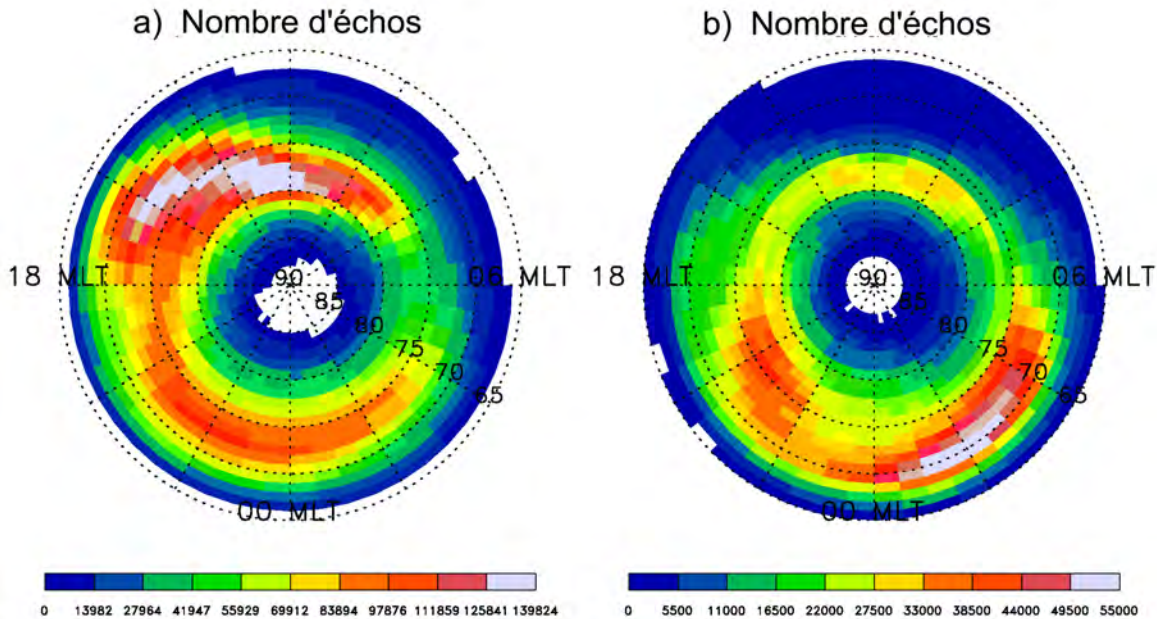 a) Nombre d'échos
b) Nombre d'échos
18 MLT
90
85
80
75
70
65
06 MLT
00 MLT
18 MLT
90
85
80
75
70
65
06 MLT
00 MLT
0 13982 27964 41947 55929 69912 83894 97876 111859 125841 139824
0 5500 11000 16500 22000 27500 33000 38500 44000 49500 55000